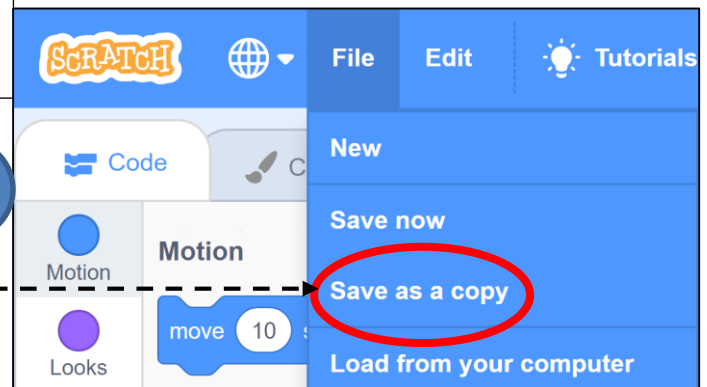 SCRATCH
File
Edit
Tutorials
Code
C
New
Save now
Save as a copy
Load from your computer
Motion
Motion
move 10 s
Looks